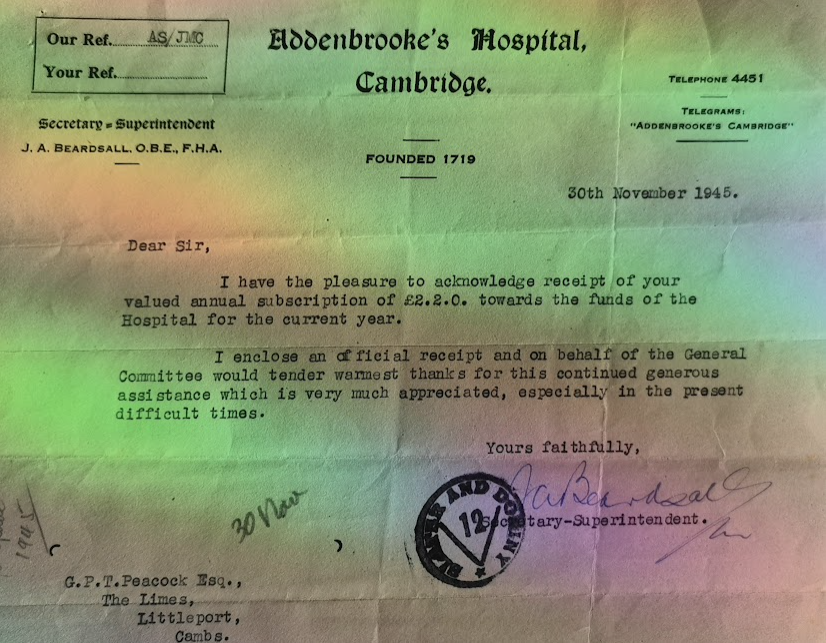 Our Ref. AS/JMC
Your Ref.
Addenbrooke's Hospital,
Cambridge.
TELEPHONE 4451
TELEGRAMS:
"ADDENBROOKE'S CAMBRIDGE"
Secretary=Superintendent
J. A. BEARDSALL, O.B.E., F.H.A.
FOUNDED 1719
30th November 1945.
Dear Sir,
I have the pleasure to acknowledge receipt of your
valued annual subscription of £2.2.0. towards the funds of the
Hospital for the current year.
I enclose an official receipt and on behalf of the General
Committee would tender warmest thanks for this continued generous
assistance which is very much appreciated, especially in the present
difficult times.
Yours faithfully,
J A Beardsall
Secretary-Superintendent.
AND
12
30 Nov
1945
G.P.T.Peacock Esq.,
The Limes,
Littleport,
Cambs.